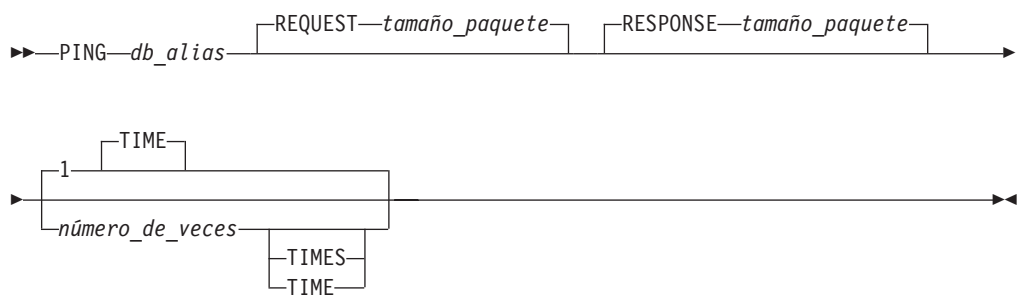 REQUEST tamaño_paquete RESPONSE tamaño_paquete
PING db_alias
TIME
1
número_de_veces
TIMES
TIME